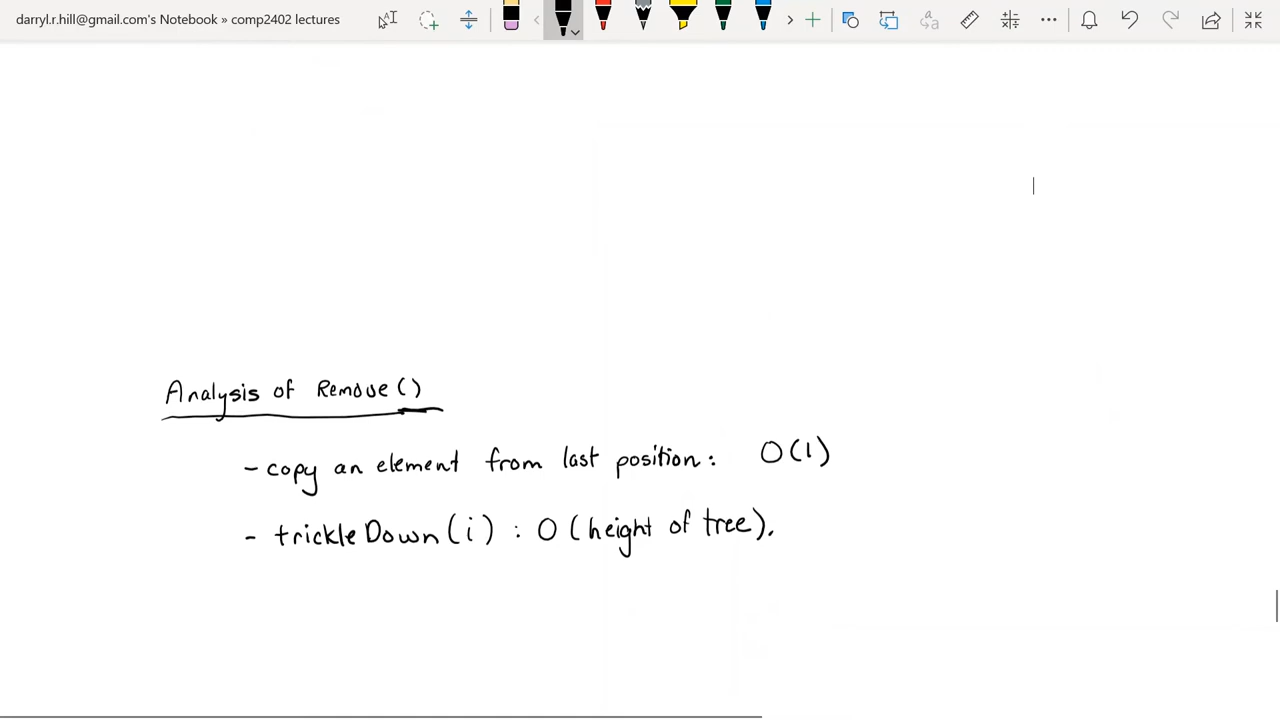 darryl.r.hill@gmail.com's Notebook » comp2402 lectures
Analysis of Remove()
- copy an element from last position: O(1)
- trickleDown(i) : O(height of tree).